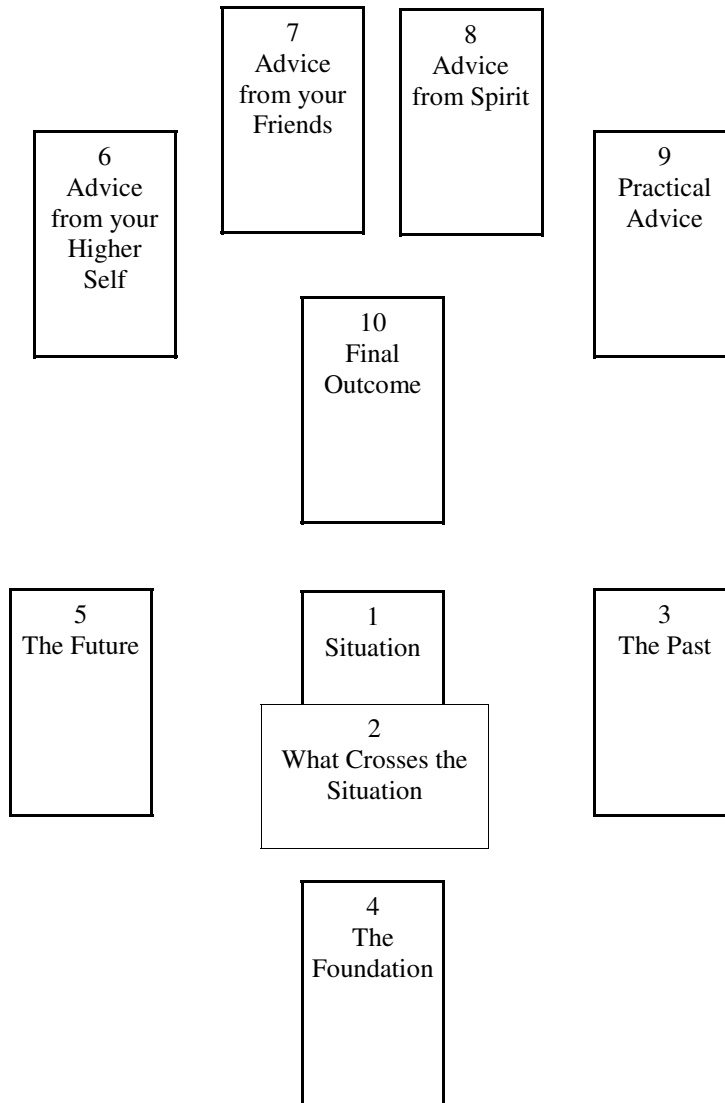 7
Advice
from your
Friends
8
Advice
from Spirit
6
Advice
from your
Higher
Self
9
Practical
Advice
10
Final
Outcome
5
The Future
1
Situation
3
The Past
2
What Crosses the
Situation
4
The
Foundation